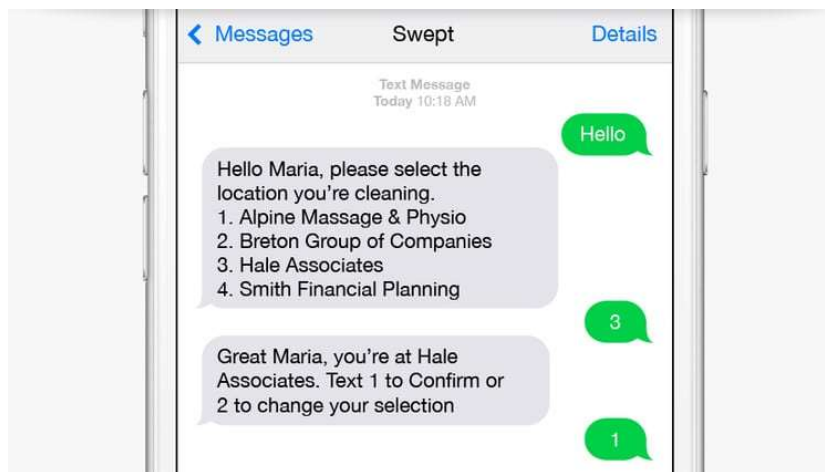 Messages Swept Details
Text Message
Today 10:18 AM
Hello
Hello Maria, please select the
location you're cleaning.
1. Alpine Massage & Physio
2. Breton Group of Companies
3. Hale Associates
4. Smith Financial Planning
3
Great Maria, you're at Hale
Associates. Text 1 to Confirm or
2 to change your selection
1